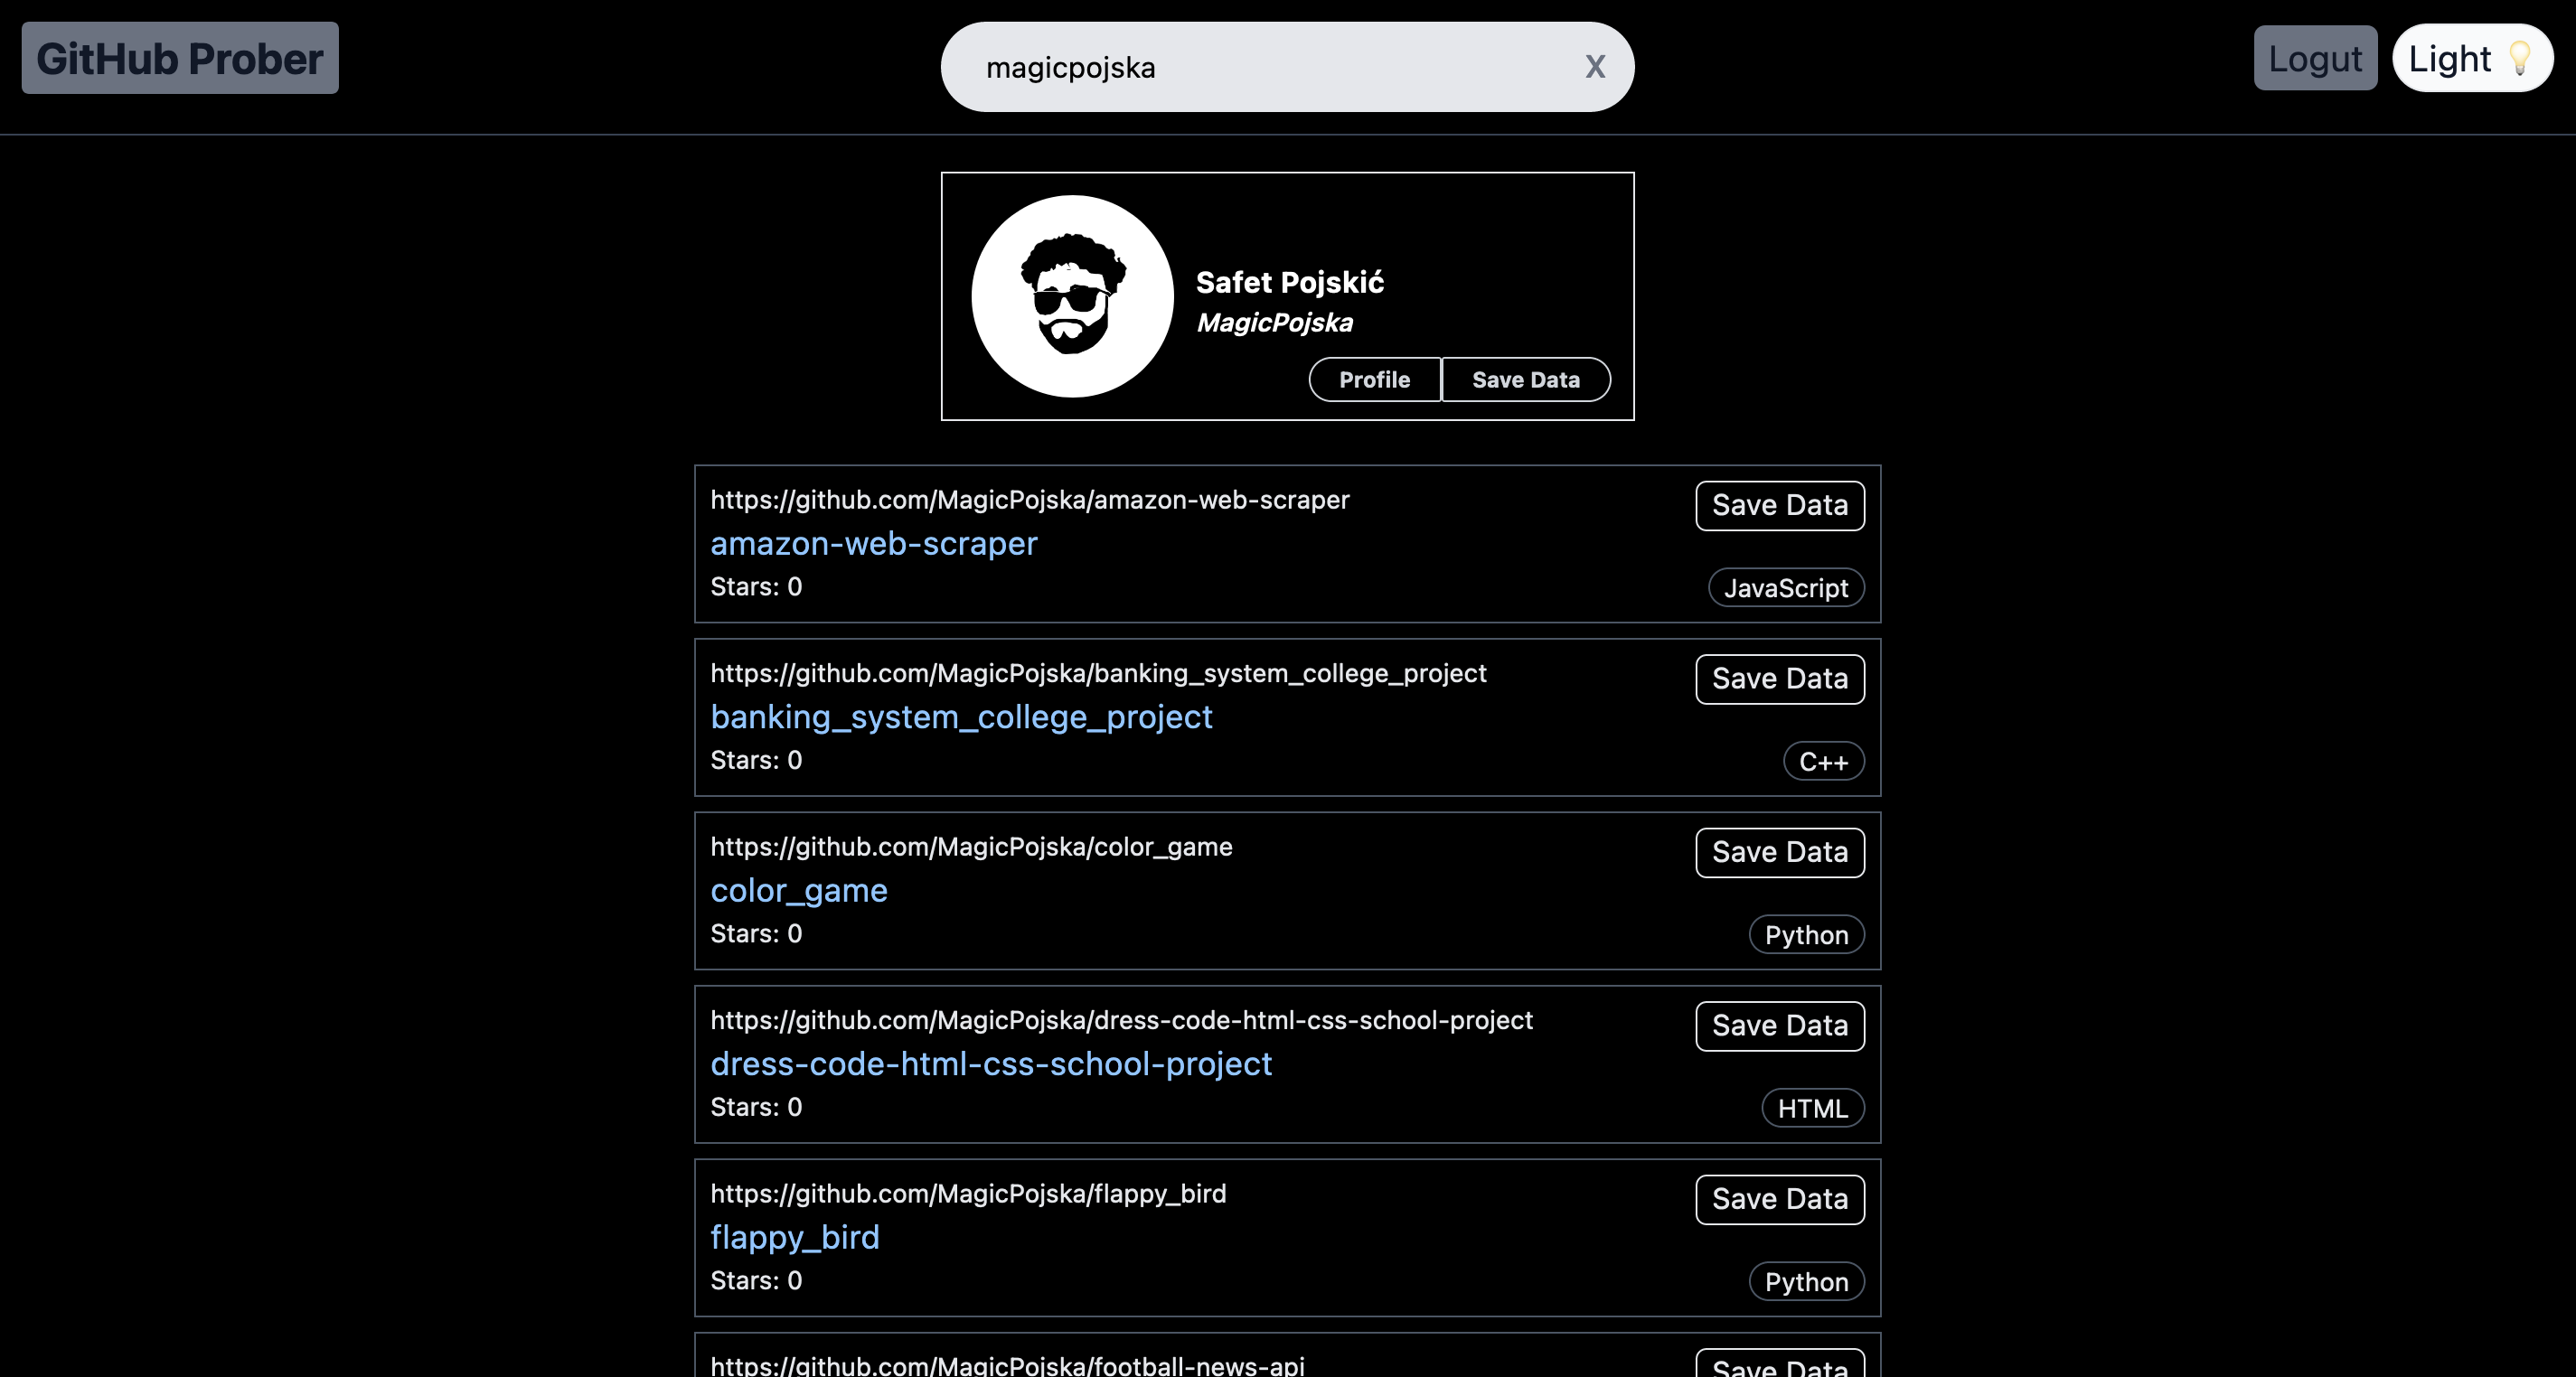 GitHub Prober
magicpojska X
Logut
Light
Safet Pojskić
MagicPojska
Profile
Save Data
https://github.com/MagicPojska/amazon-web-scraper
Save Data
amazon-web-scraper
Stars: 0
JavaScript
https://github.com/MagicPojska/banking_system_college_project
Save Data
banking_system_college_project
Stars: 0
C++
https://github.com/MagicPojska/color_game
Save Data
color_game
Stars: 0
Python
https://github.com/MagicPojska/dress-code-html-css-school-project
Save Data
dress-code-html-css-school-project
Stars: 0
HTML
https://github.com/MagicPojska/flappy_bird
Save Data
flappy_bird
Stars: 0
Python
https://github.com/MagicPojska/football-news-api
Save Data